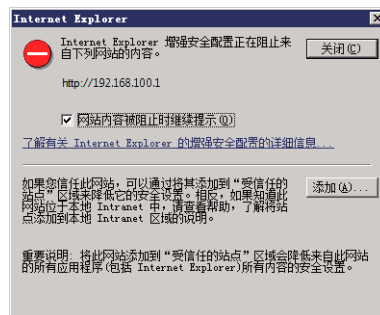 Internet Explorer
Internet Explorer 增强安全配置正在阻止来
自下列网站的内容。
关闭(C)
http://192.168.100.1
网站内容被阻止时继续提示(O)
了解有关 Internet Explorer 的增强安全配置的详细信
息...
如果您信任此网站，可以通过将其添加到“受信任的
站点”区域来降低它的安全设置。相反，如果知道此
网站位于本地 Intranet 中，请查看帮助，了解将站
点添加到本地 Intranet 区域的说明。
添加(A)...
重要说明: 将此网站添加到“受信任的站点”区域会降低来自此网站
的所有应用程序(包括 Internet Explorer)所有内容的安全设置。